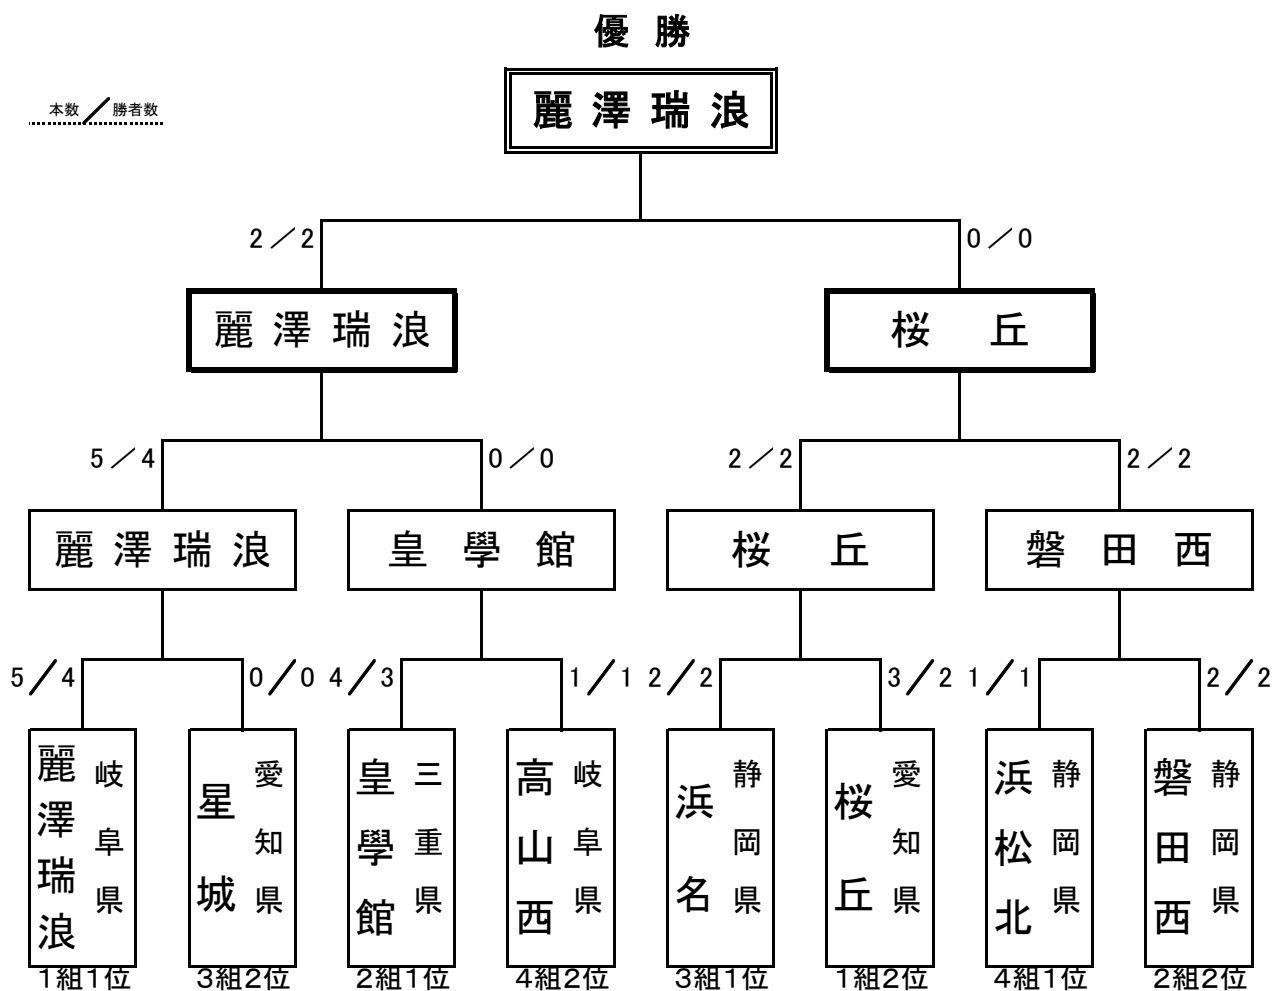 優勝
麗澤瑞浪
本数／勝者数
2／2
0／0
麗澤瑞浪
桜丘
5／4
0／0
2／2
2／2
麗澤瑞浪
皇學館
桜丘
磐田西
5／4
0／0
4／3
1／1
2／2
3／2
1／1
2／2
麗澤瑞浪
岐阜県
星城
愛知県
皇學館
三重県
高山西
岐阜県
浜名
静岡県
桜丘
愛知県
浜松北
静岡県
磐田西
静岡県
1組1位
3組2位
2組1位
4組2位
3組1位
1組2位
4組1位
2組2位